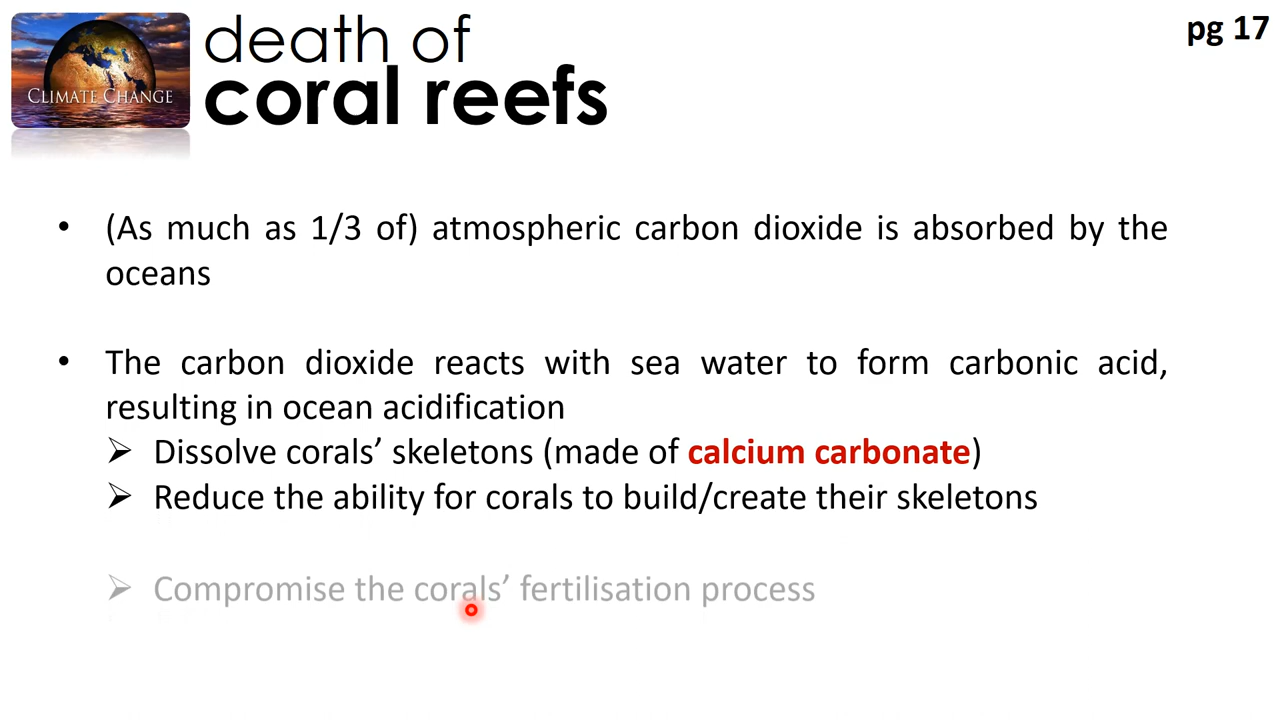 pg 17
CLIMATE CHANGE
death of
coral reefs
• (As much as 1/3 of) atmospheric carbon dioxide is absorbed by the
oceans
• The carbon dioxide reacts with sea water to form carbonic acid,
resulting in ocean acidification
➢ Dissolve corals’ skeletons (made of calcium carbonate)
➢ Reduce the ability for corals to build/create their skeletons
➢ Compromise the corals’ fertilisation process